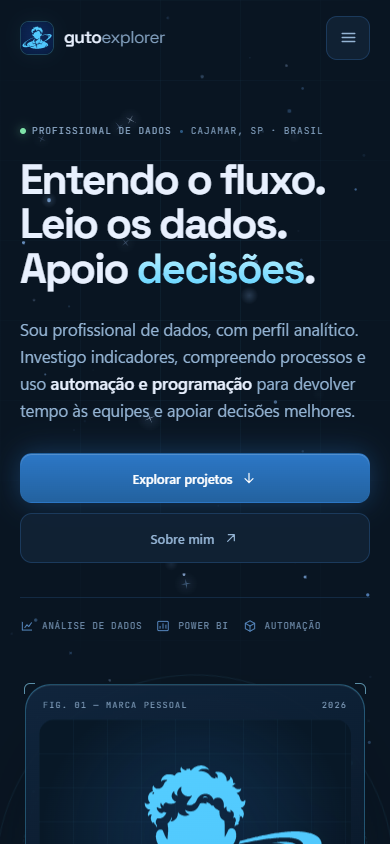 gutoexplorer
PROFISSIONAL DE DADOS • CAJAMAR, SP · BRASIL
Entendo o fluxo.
Leio os dados.
Apoio decisões.
Sou profissional de dados, com perfil analítico.
Investigo indicadores, compreendo processos e
uso automação e programação para devolver
tempo às equipes e apoiar decisões melhores.
Explorar projetos ↓
Sobre mim ↗
ANÁLISE DE DADOS POWER BI AUTOMAÇÃO
FIG. 01 — MARCA PESSOAL 2026